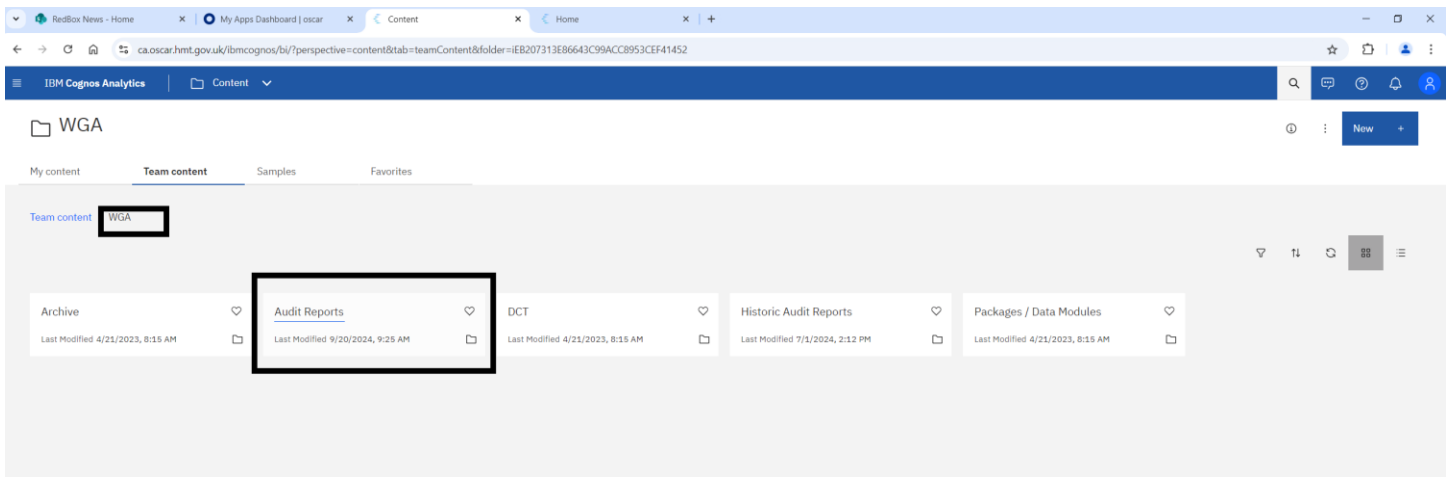 RedBox News - Home × My Apps Dashboard | oscar × Content × Home × +
ca.oscar.hmt.gov.uk/ibmcognos/bi/?perspective=content&tab=teamContent&folder=iEB207313E86643C99ACC8953CEF41452
IBM Cognos Analytics Content
WGA
New +
My content Team content Samples Favorites
Team content WGA
Archive Audit Reports DCT Historic Audit Reports Packages / Data Modules
Last Modified 4/21/2023, 8:15 AM Last Modified 9/20/2024, 9:25 AM Last Modified 4/21/2023, 8:15 AM Last Modified 7/1/2024, 2:12 PM Last Modified 4/21/2023, 8:15 AM